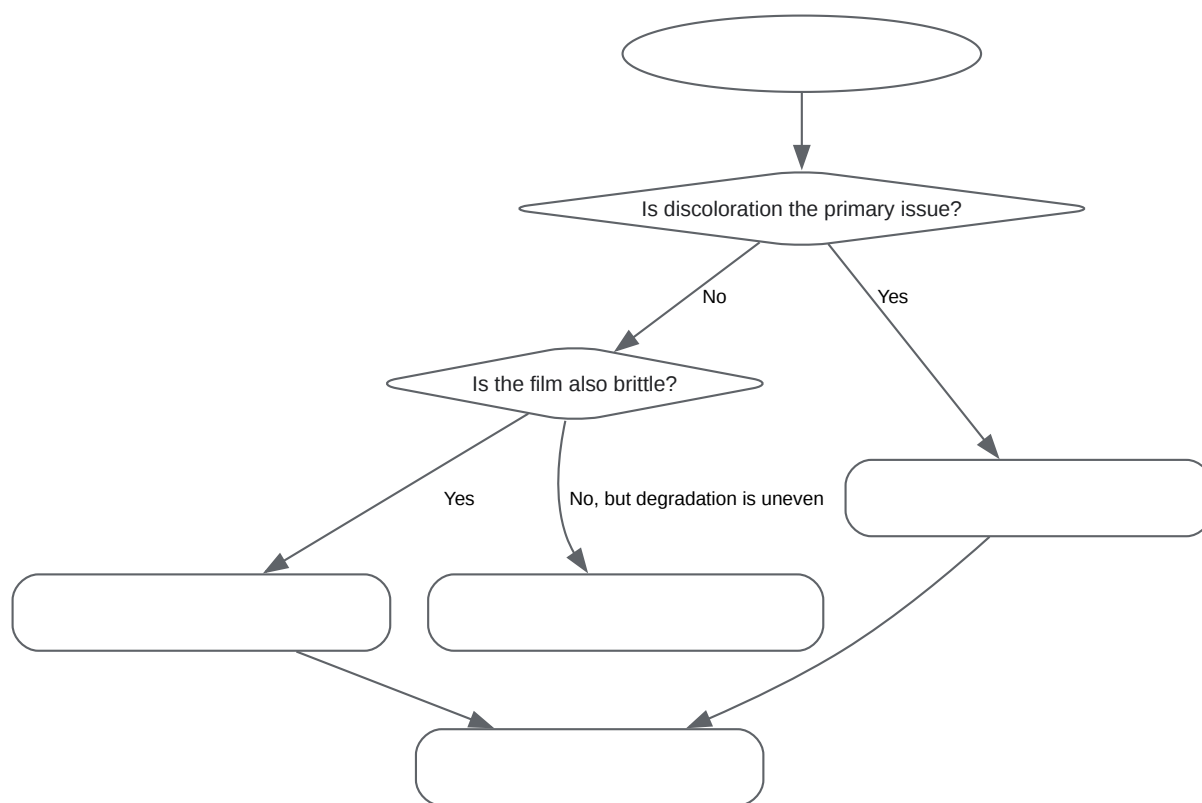 Is discoloration the primary issue?
No
Yes
Is the film also brittle?
Yes
No, but degradation is uneven